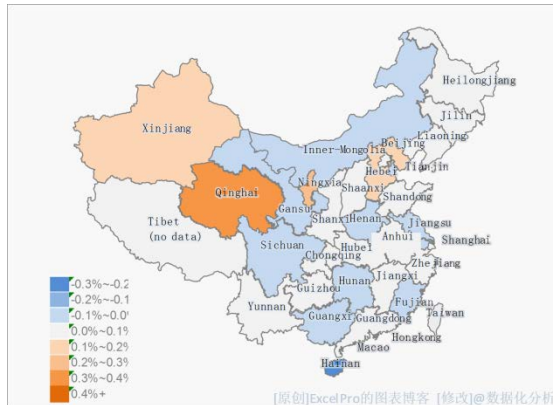 Heilongjiang
Jilin
Liaoning
Inner-Mongolia
Beijing
Tianjin
Hebei
Xinjiang
Ningxia
Shaanxi
Shandong
Qinghai
Gansu
Shanxi
Henan
Jiangsu
Tibet
(no data)
Anhui
Shanghai
Sichuan
Hubei
Chongqing
Zhejiang
Hunan
Jiangxi
Guizhou
Fujian
Yunnan
Taiwan
Guangxi
Guangdong
Hongkong
Macao
Hainan
-0.3%~-0.2
-0.2%~-0.1
-0.1%~0.0%
0.0%~0.1%
0.1%~0.2%
0.2%~0.3%
0.3%~0.4%
0.4%+
[原创]ExcelPro的图表博客 [修改]@数据化分析